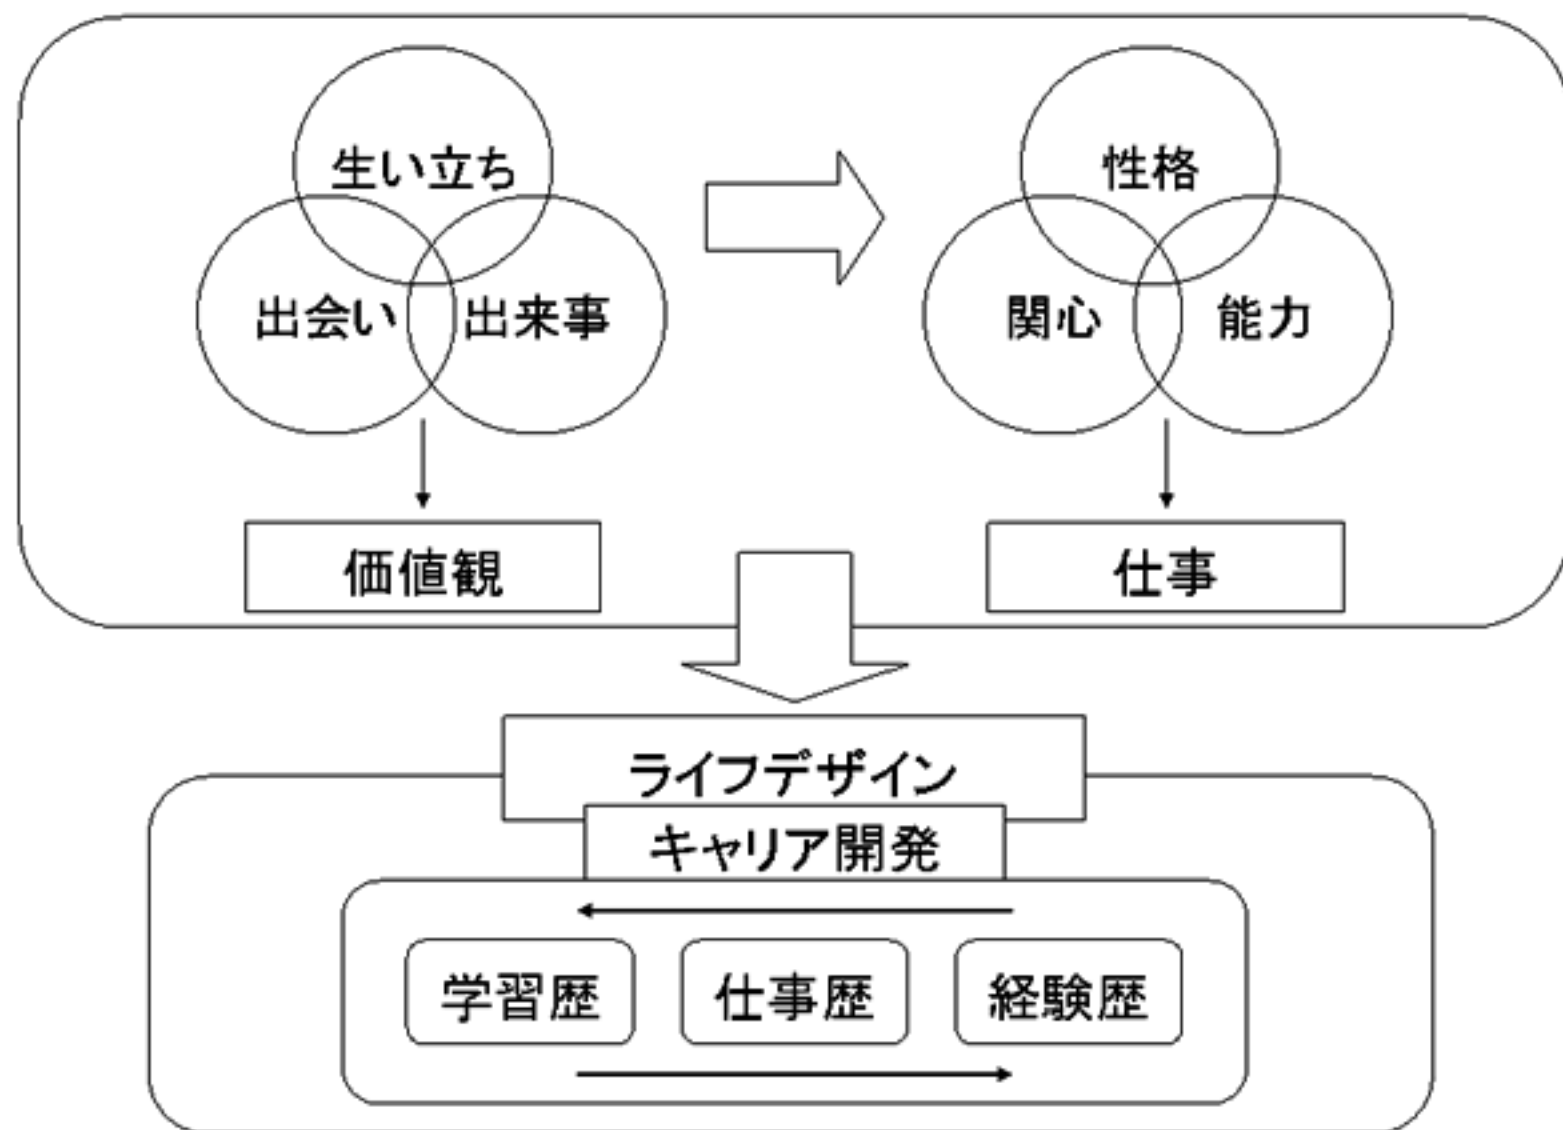 生い立ち
出会い
出来事
価値観
性格
関心
能力
仕事
ライフデザイン
キャリア開発
学習歴
仕事歴
経験歴